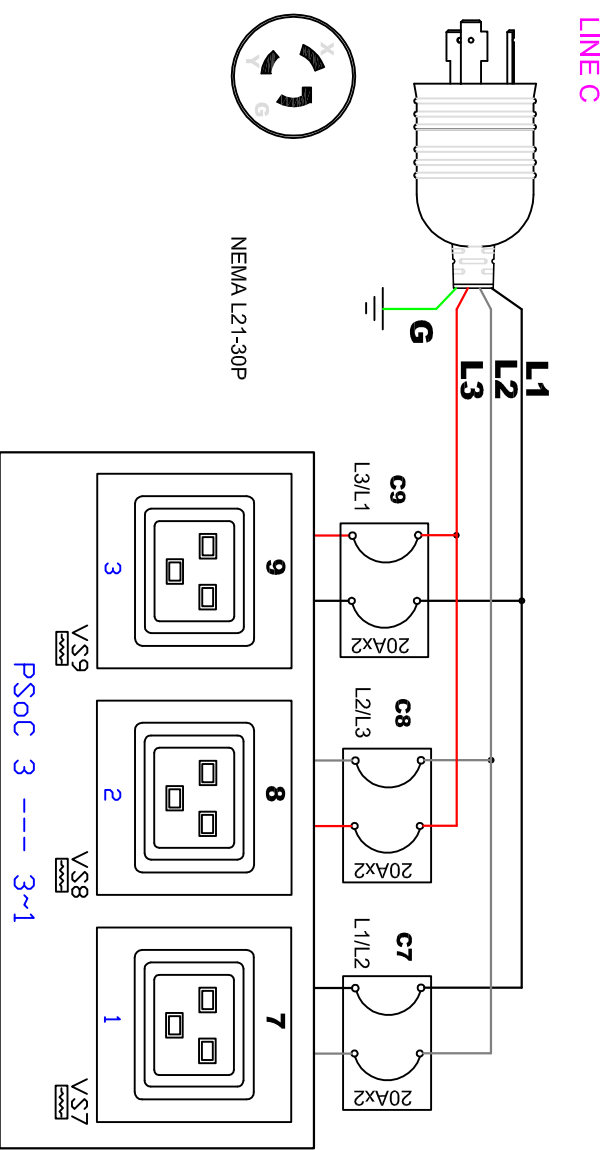 LINE C
X
Y
G
NEMA L21-30P
G
L1
L2
L3
C9
L3/L1
20Ax2
C8
L2/L3
20Ax2
C7
L1/L2
20Ax2
9
3
VS9
8
2
VS8
7
1
VS7
PSoC 3 --- 3~1